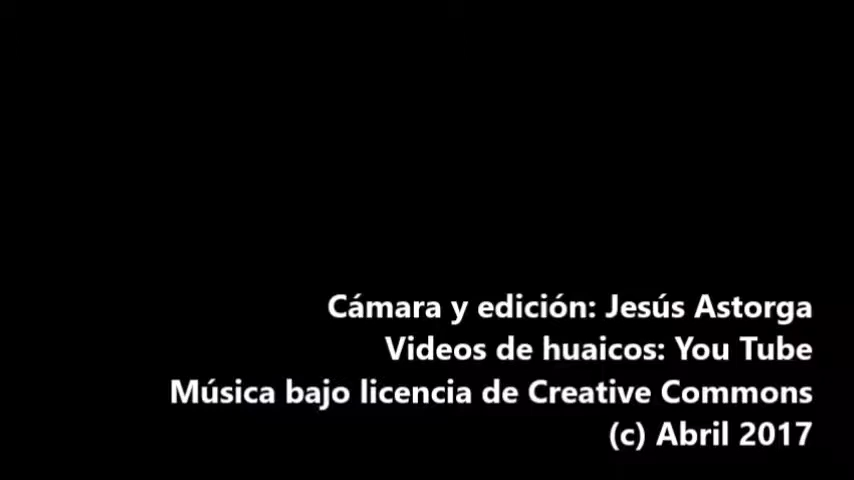 Cámara y edición: Jesús Astorga
Videos de huaicos: You Tube
Música bajo licencia de Creative Commons
(c) Abril 2017